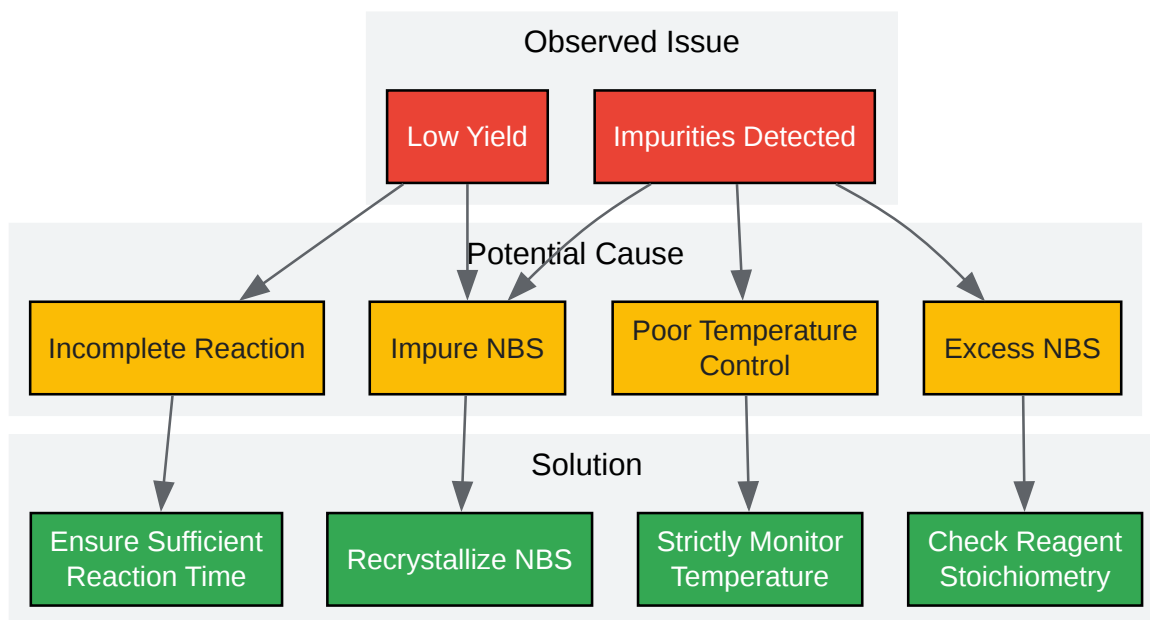 Observed Issue
Low Yield
Impurities Detected
Potential Cause
Incomplete Reaction
Impure NBS
Poor Temperature
Control
Excess NBS
Solution
Ensure Sufficient
Reaction Time
Recrystallize NBS
Strictly Monitor
Temperature
Check Reagent
Stoichiometry